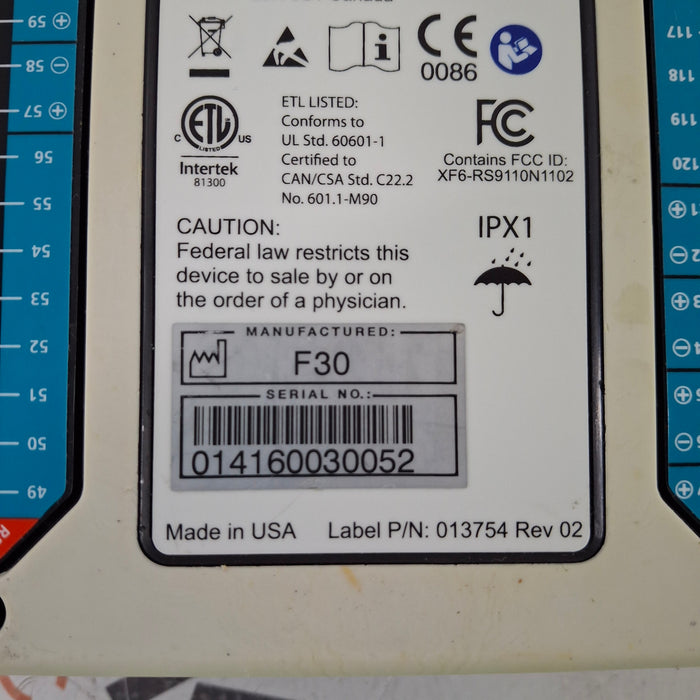 0086
ETL LISTED:
Conforms to
UL Std. 60601-1
Certified to
CAN/CSA Std. C22.2
No. 601.1-M90
C ETL US
LISTED
Intertek
81300
FC
Contains FCC ID:
XF6-RS9110N1102
CAUTION:
Federal law restricts this
device to sale by or on
the order of a physician.
IPX1
MANUFACTURED:
F30
SERIAL NO.:
014160030052
Made in USA
Label P/N: 013754 Rev 02
59
58
57
56
55
54
53
52
51
50
49
117
118
119
120